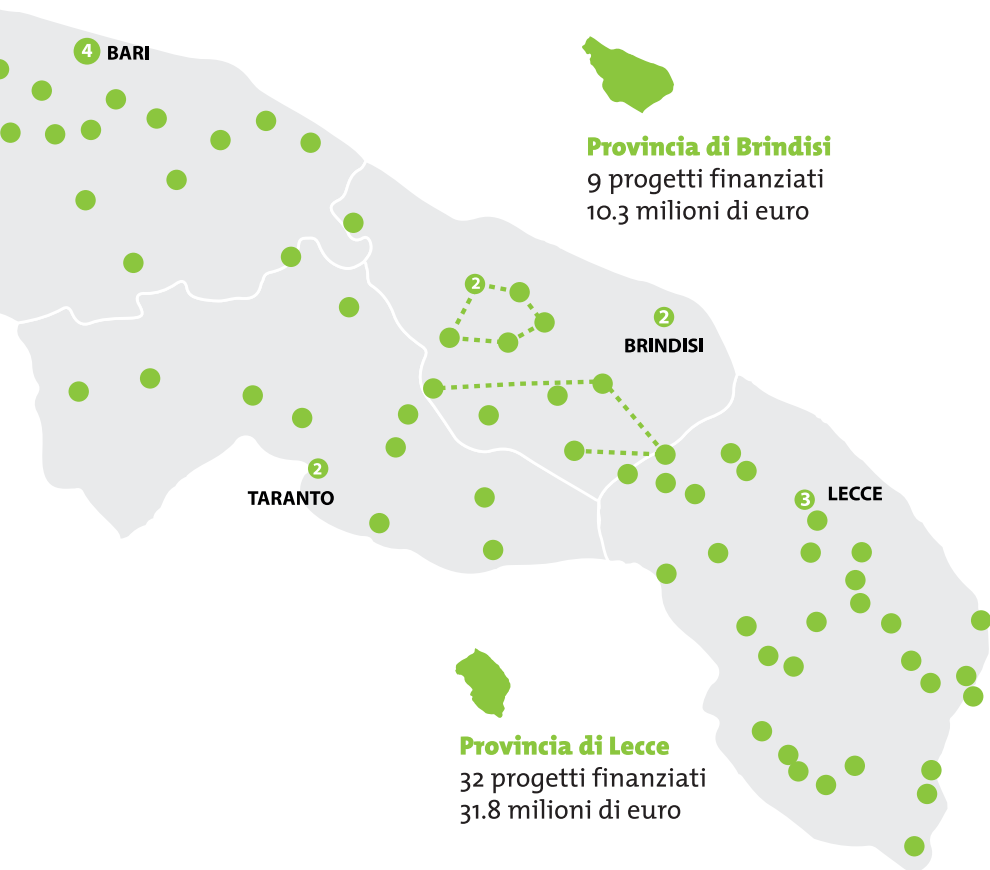 4 BARI
Provincia di Brindisi
9 progetti finanziati
10.3 milioni di euro
2
2
BRINDISI
2
TARANTO
3 LECCE
Provincia di Lecce
32 progetti finanziati
31.8 milioni di euro